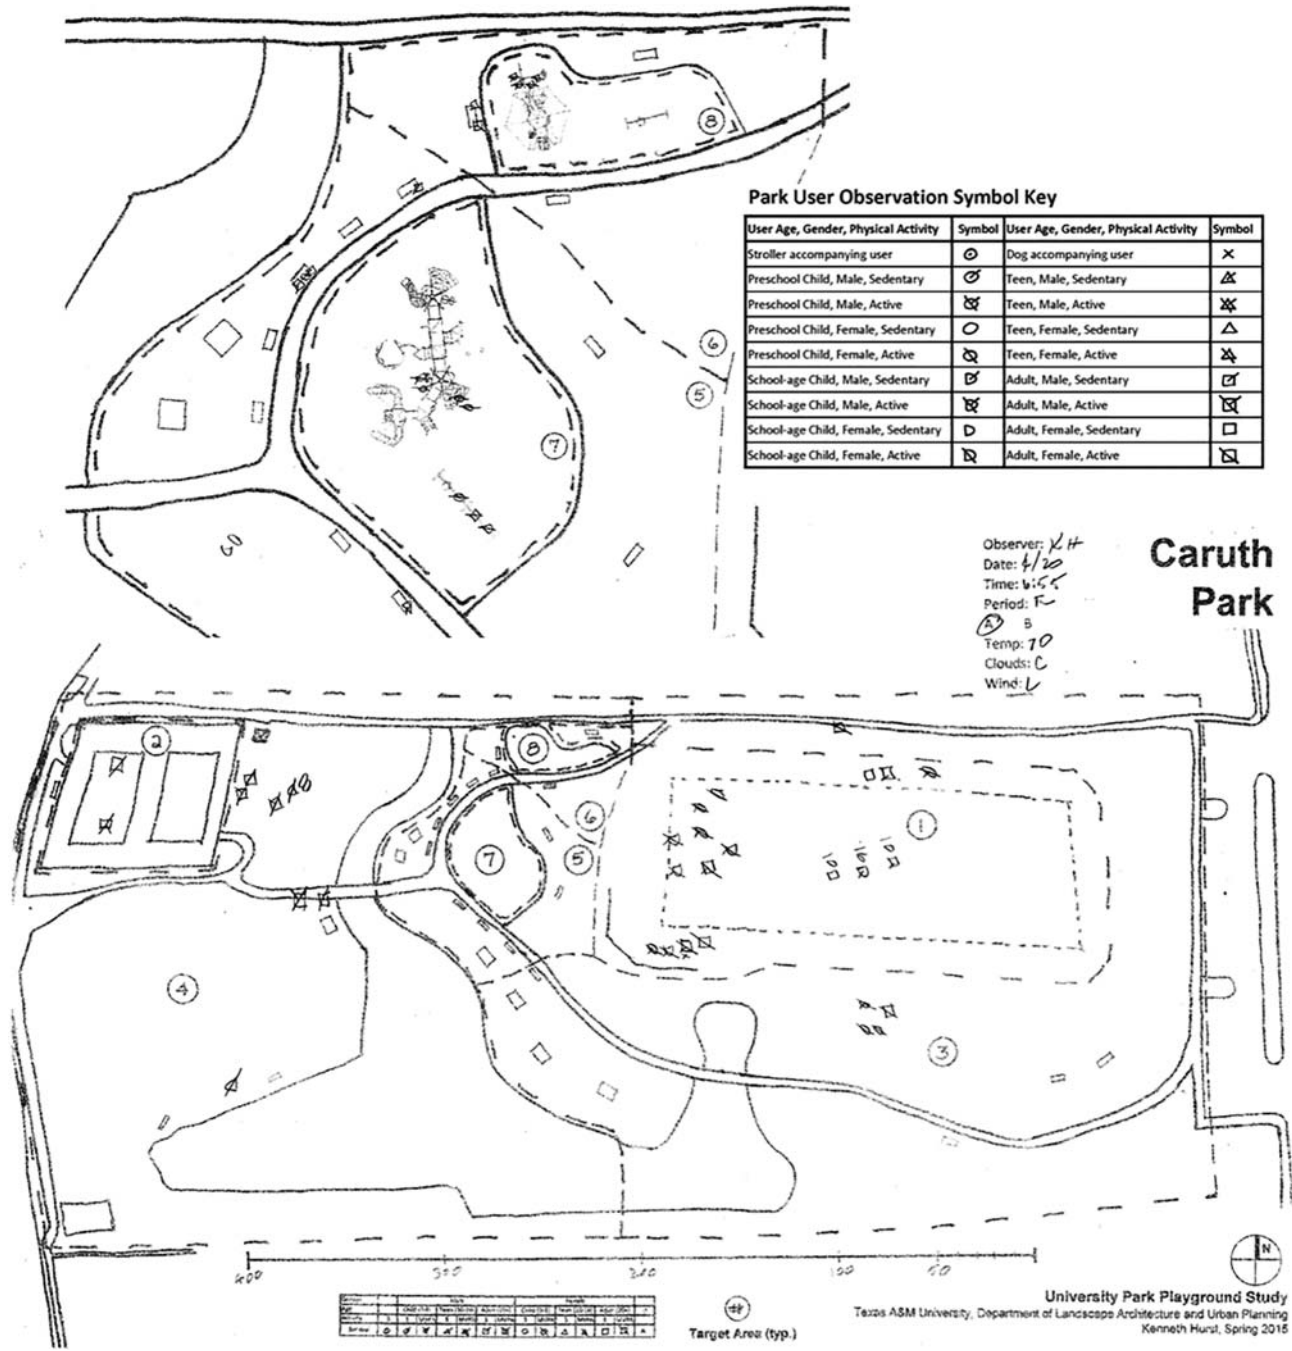 8
Park User Observation Symbol Key
User Age, Gender, Physical Activity Symbol User Age, Gender, Physical Activity Symbol
Stroller accompanying user Dog accompanying user
Preschool Child, Male, Sedentary Teen, Male, Sedentary
Preschool Child, Male, Active Teen, Male, Active
Preschool Child, Female, Sedentary Teen, Female, Sedentary
Preschool Child, Female, Active Teen, Female, Active
School-age Child, Male, Sedentary Adult, Male, Sedentary
School-age Child, Male, Active Adult, Male, Active
School-age Child, Female, Sedentary Adult, Female, Sedentary
School-age Child, Female, Active Adult, Female, Active
6
5
7
Observer: KH
Date: 4/20
Time: 6:55
Period: F
A B
Temp: 70
Clouds: C
Wind: L
Caruth
Park
2
8
1
6
7
5
4
3
400 300 200 100 50
N
#
Target Area (typ.)
University Park Playground Study
Texas A&M University, Department of Landscape Architecture and Urban Planning
Kenneth Hurst, Spring 2015